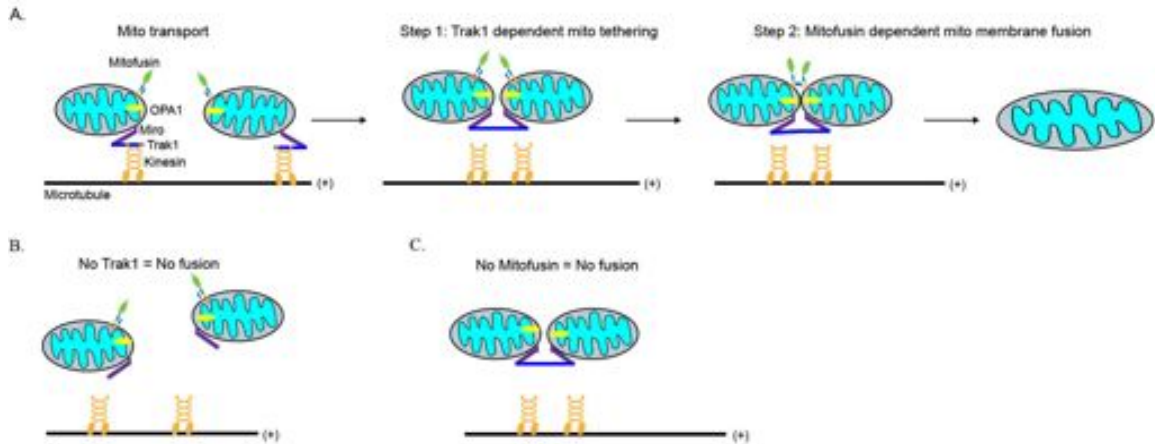 A.
Mito transport
Step 1: Trak1 dependent mito tethering
Step 2: Mitofusin dependent mito membrane fusion
Mitofusin
OPA1
Miro
Trak1
Kinesin
(+)
(+)
(+)
Microtubule
B.
No Trak1 = No fusion
(+)
C.
No Mitofusin = No fusion
(+)